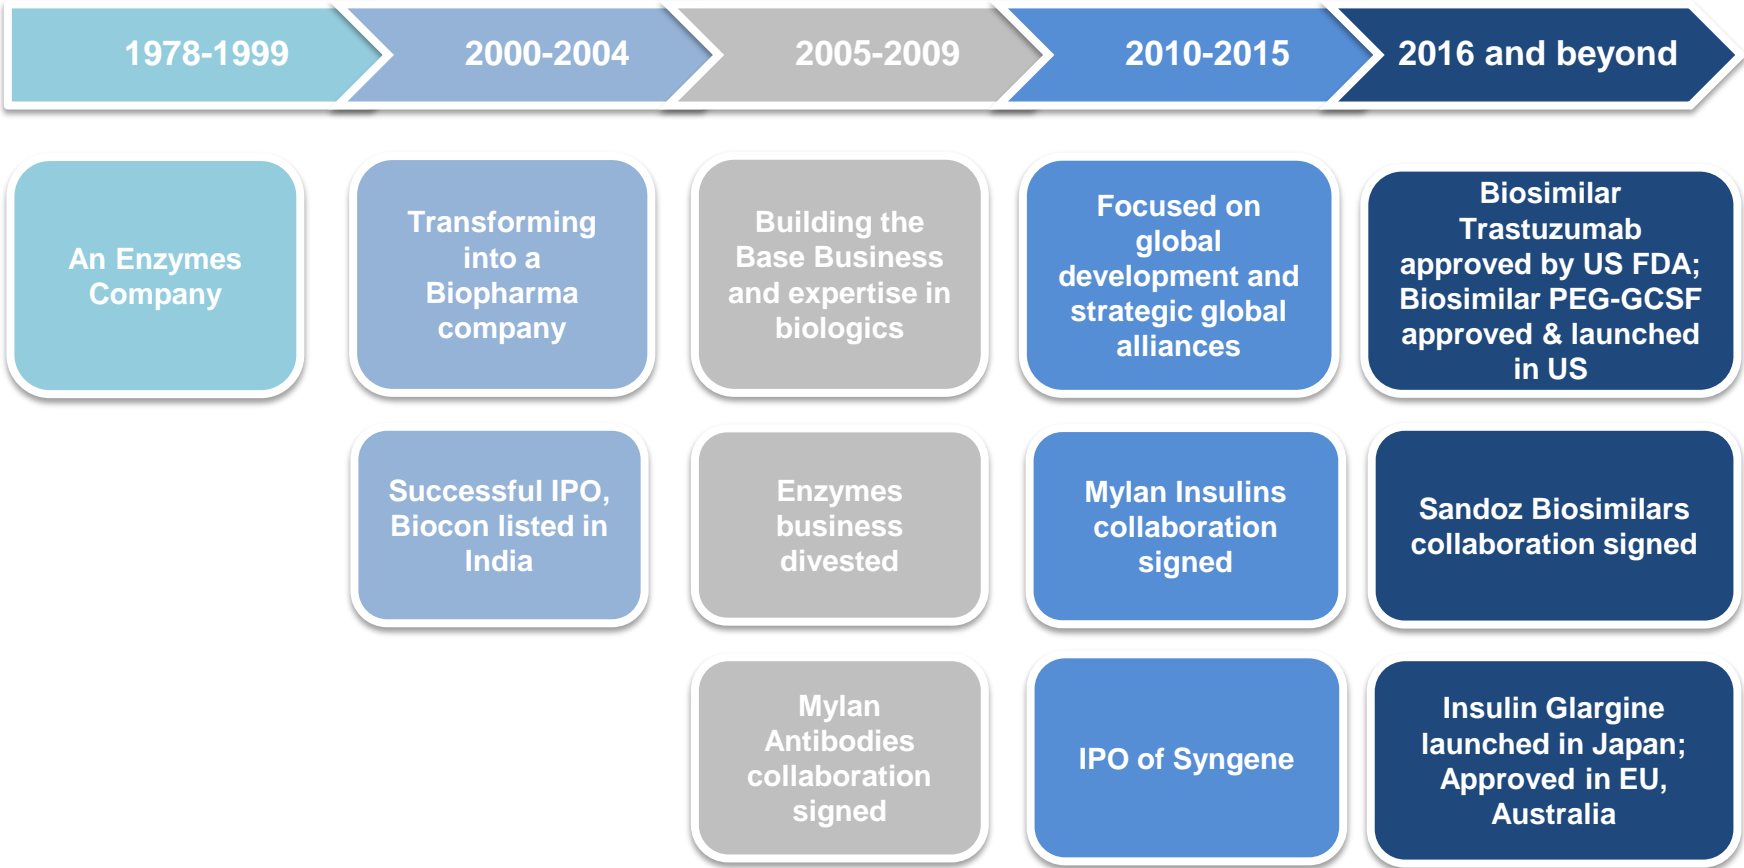 1978-1999
2000-2004
2005-2009
2010-2015
2016 and beyond
An Enzymes
Company
Transforming
into a
Biopharma
company
Building the
Base Business
and expertise in
biologics
Focused on
global
development and
strategic global
alliances
Biosimilar
Trastuzumab
approved by US FDA;
Biosimilar PEG-GCSF
approved & launched
in US
Successful IPO,
Biocon listed in
India
Enzymes
business
divested
Mylan Insulins
collaboration
signed
Sandoz Biosimilars
collaboration signed
Mylan
Antibodies
collaboration
signed
IPO of Syngene
Insulin Glargine
launched in Japan;
Approved in EU,
Australia